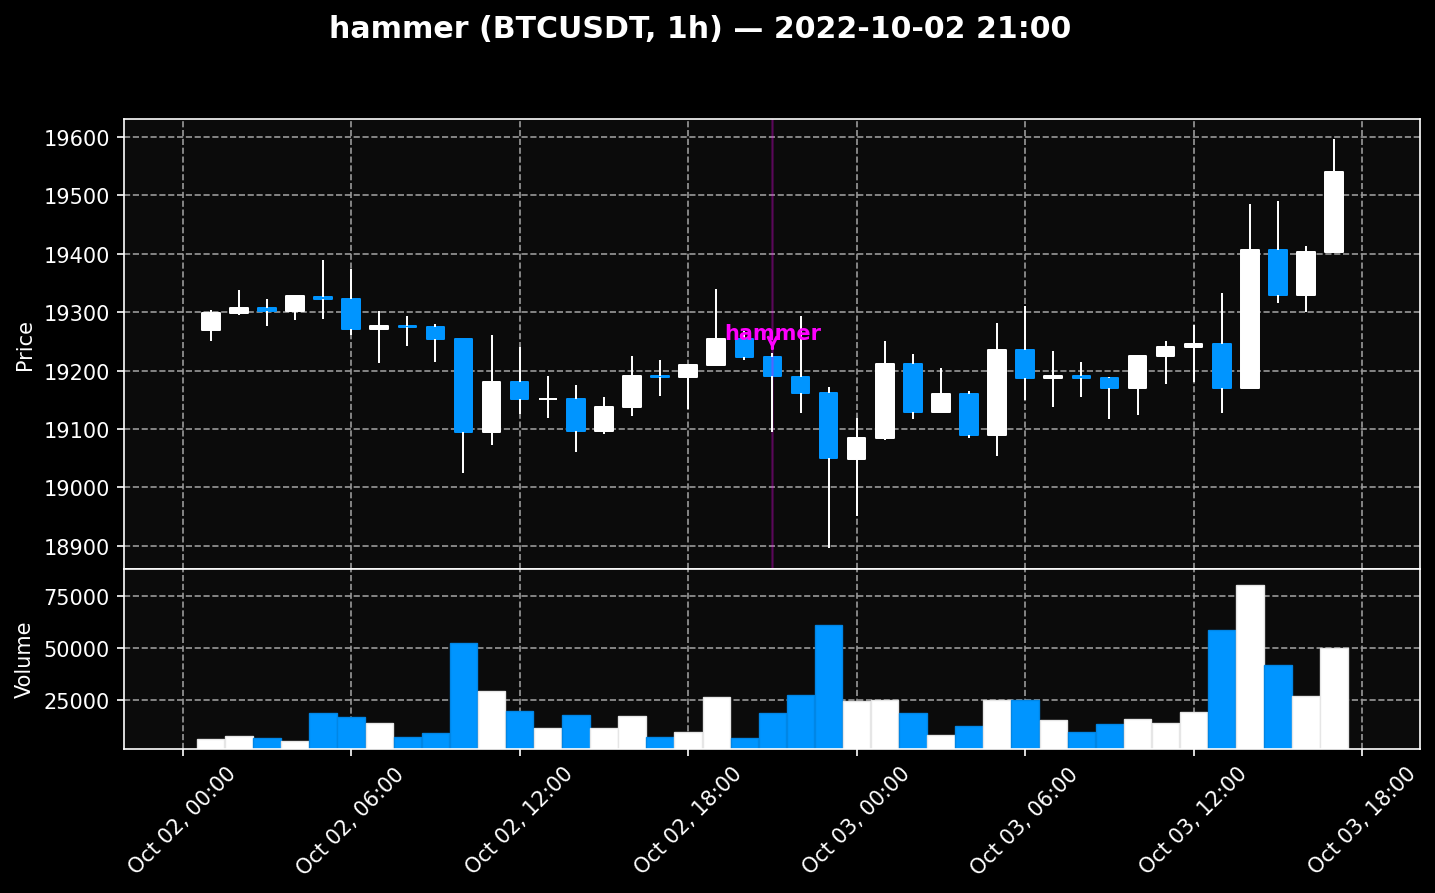 hammer (BTCUSDT, 1h) — 2022-10-02 21:00
19600
19500
19400
19300
19200
19100
19000
18900
Price
hammer
75000
50000
25000
Volume
Oct 02, 00:00
Oct 02, 06:00
Oct 02, 12:00
Oct 02, 18:00
Oct 03, 00:00
Oct 03, 06:00
Oct 03, 12:00
Oct 03, 18:00